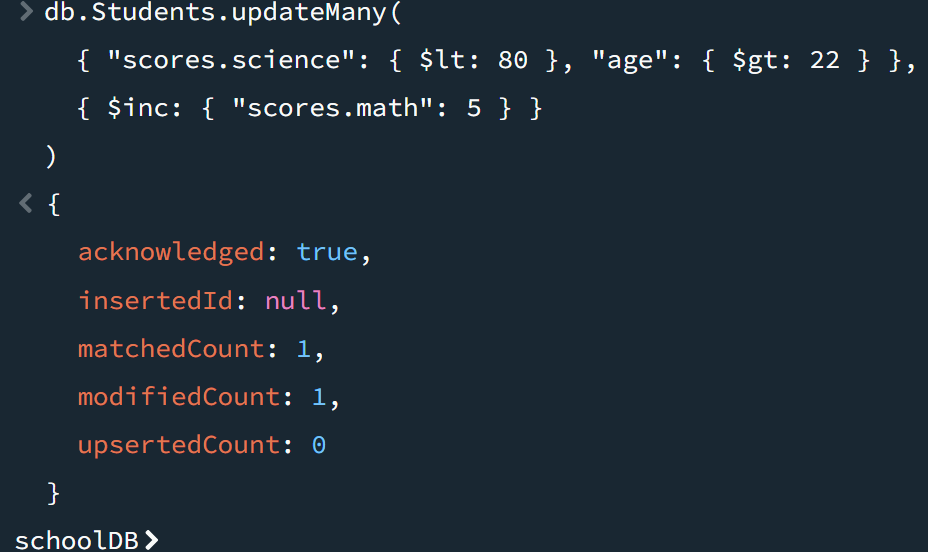 > db.Students.updateMany(
{ "scores.science": { $lt: 80 }, "age": { $gt: 22 } },
{ $inc: { "scores.math": 5 } }
)
< {
acknowledged: true,
insertedId: null,
matchedCount: 1,
modifiedCount: 1,
upsertedCount: 0
}
schoolDB>